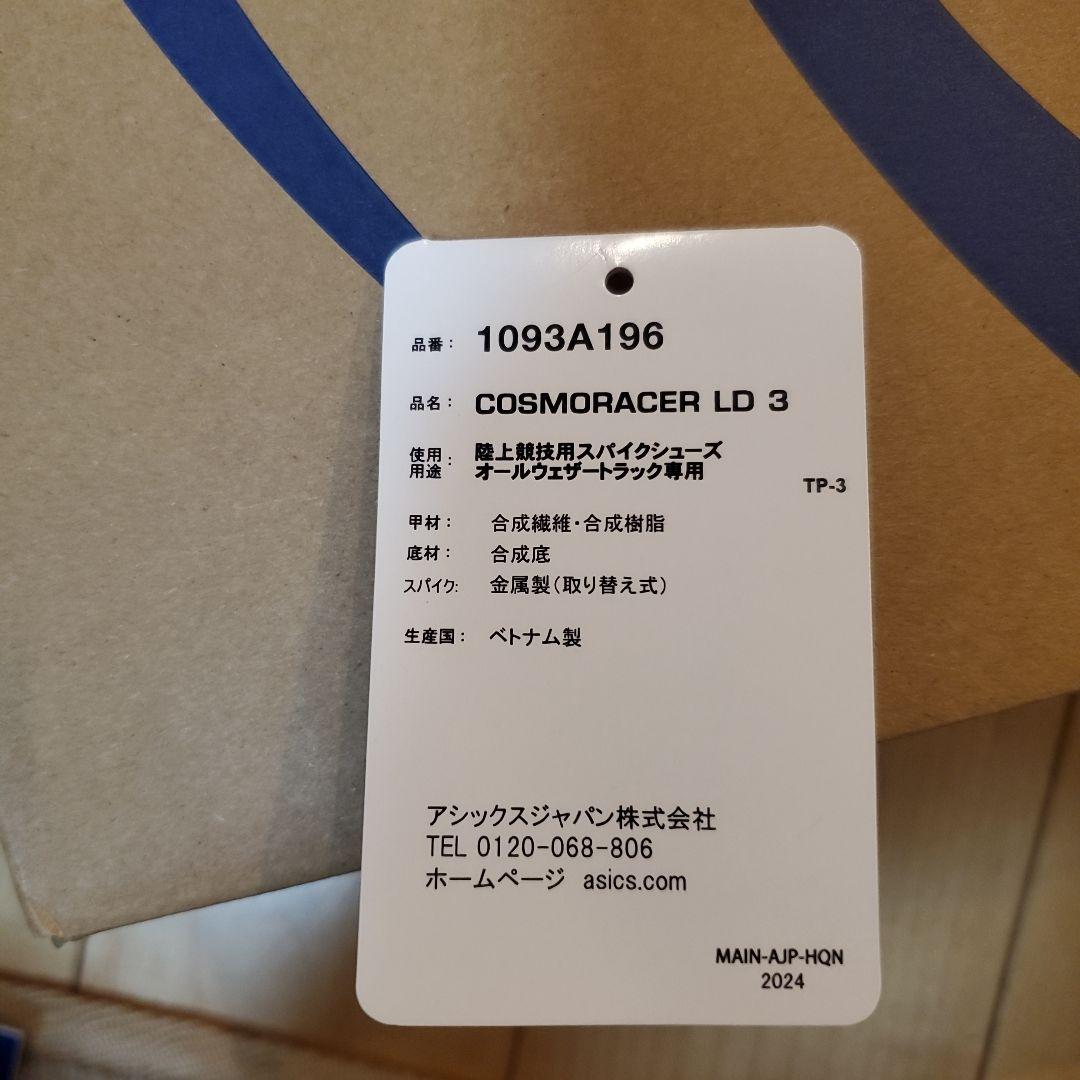 品番： 1093A196
品名： COSMORACER LD 3
使用用途： 陸上競技用スパイクシューズ
オールウェザートラック専用
TP-3
甲材： 合成繊維・合成樹脂
底材： 合成底
スパイク: 金属製（取り替え式）
生産国： ベトナム製
アシックスジャパン株式会社
TEL 0120-068-806
ホームページ asics.com
MAIN-AJP-HQN
2024